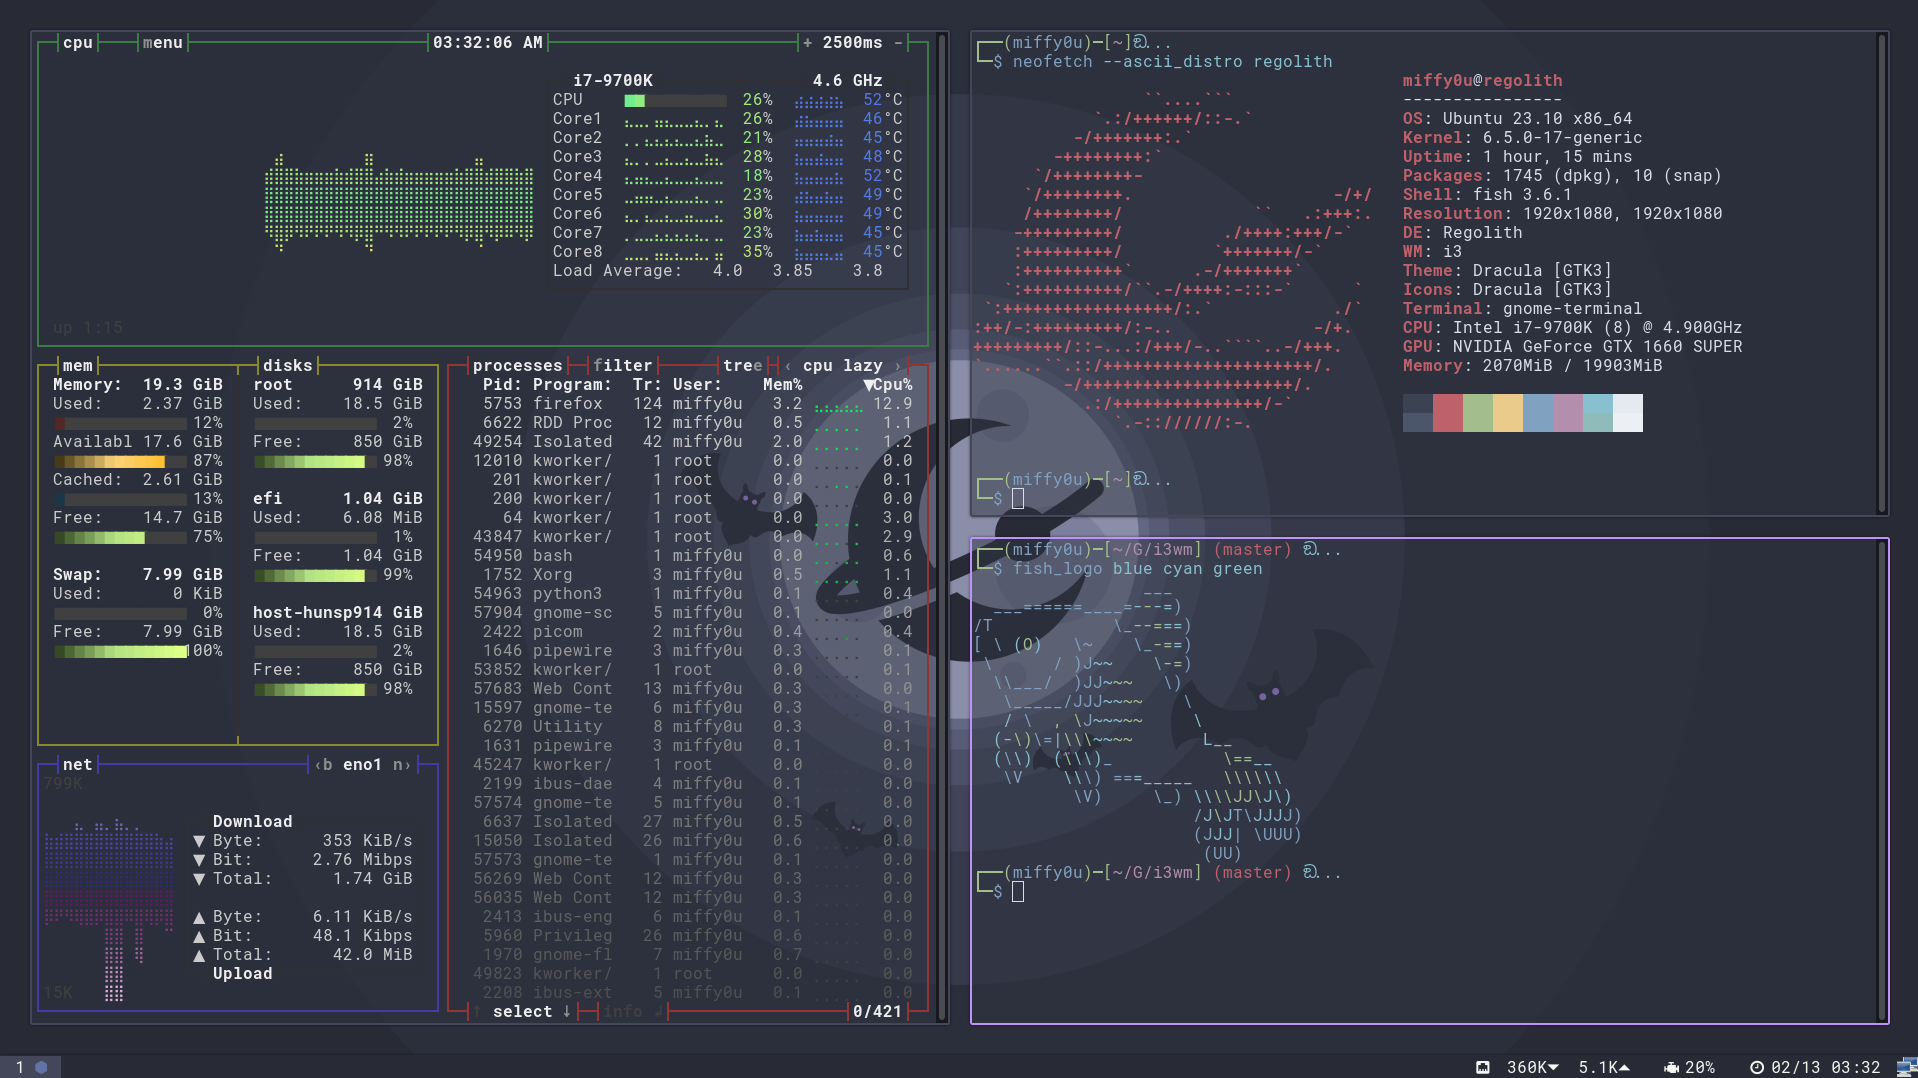 cpu menu 03:32:06 AM + 2500ms -
i7-9700K 4.6 GHz
CPU 26% 52°C
Core1 26% 46°C
Core2 21% 45°C
Core3 28% 48°C
Core4 18% 52°C
Core5 23% 49°C
Core6 30% 49°C
Core7 23% 45°C
Core8 35% 45°C
Load Average: 4.0 3.85 3.8
up 1:15
mem disks
Memory: 19.3 GiB
Used: 2.37 GiB
12%
Availabl 17.6 GiB
87%
Cached: 2.61 GiB
13%
Free: 14.7 GiB
75%
Swap: 7.99 GiB
Used: 0 KiB
0%
Free: 7.99 GiB
100%
root 914 GiB
Used: 18.5 GiB
2%
Free: 850 GiB
98%
efi 1.04 GiB
Used: 6.08 MiB
1%
Free: 1.04 GiB
99%
host-hunsp914 GiB
Used: 18.5 GiB
2%
Free: 850 GiB
98%
net ‹b eno1 n›
799K
Download
▼ Byte: 353 KiB/s
▼ Bit: 2.76 Mibps
▼ Total: 1.74 GiB
▲ Byte: 6.11 KiB/s
▲ Bit: 48.1 Kibps
▲ Total: 42.0 MiB
Upload
15K
processes filter tree ‹ cpu lazy ›
Pid: Program: Tr: User: Mem% ▼Cpu%
5753 firefox 124 miffy0u 3.2 12.9
6622 RDD Proc 12 miffy0u 0.5 1.1
49254 Isolated 42 miffy0u 2.0 1.2
12010 kworker/ 1 root 0.0 0.0
201 kworker/ 1 root 0.0 0.1
200 kworker/ 1 root 0.0 0.0
64 kworker/ 1 root 0.0 3.0
43847 kworker/ 1 root 0.0 2.9
54950 bash 1 miffy0u 0.0 0.6
1752 Xorg 3 miffy0u 0.5 1.1
54963 python3 1 miffy0u 0.1 0.4
57904 gnome-sc 5 miffy0u 0.1 0.0
2422 picom 2 miffy0u 0.4 0.4
1646 pipewire 3 miffy0u 0.3 0.1
53852 kworker/ 1 root 0.0 0.1
57683 Web Cont 13 miffy0u 0.3 0.0
15597 gnome-te 6 miffy0u 0.3 0.1
6270 Utility 8 miffy0u 0.3 0.1
1631 pipewire 3 miffy0u 0.1 0.1
45247 kworker/ 1 root 0.0 0.0
2199 ibus-dae 4 miffy0u 0.1 0.0
57574 gnome-te 5 miffy0u 0.1 0.0
6637 Isolated 27 miffy0u 0.5 0.0
15050 Isolated 26 miffy0u 0.6 0.0
57573 gnome-te 1 miffy0u 0.1 0.0
56269 Web Cont 12 miffy0u 0.3 0.0
56035 Web Cont 12 miffy0u 0.3 0.0
2413 ibus-eng 6 miffy0u 0.1 0.0
5960 Privileg 26 miffy0u 0.6 0.0
1970 gnome-fl 7 miffy0u 0.7 0.0
49823 kworker/ 1 root 0.0 0.0
2208 ibus-ext 5 miffy0u 0.1 0.0
↑ select ↓ info ↲ 0/421
(miffy0u)-[~]ඞ...
$ neofetch --ascii_distro regolith
miffy0u@regolith
----------------
OS: Ubuntu 23.10 x86_64
Kernel: 6.5.0-17-generic
Uptime: 1 hour, 15 mins
Packages: 1745 (dpkg), 10 (snap)
Shell: fish 3.6.1
Resolution: 1920x1080, 1920x1080
DE: Regolith
WM: i3
Theme: Dracula [GTK3]
Icons: Dracula [GTK3]
Terminal: gnome-terminal
CPU: Intel i7-9700K (8) @ 4.900GHz
GPU: NVIDIA GeForce GTX 1660 SUPER
Memory: 2070MiB / 19903MiB
(miffy0u)-[~]ඞ...
$
(miffy0u)-[~/G/i3wm] (master) ඞ...
$ fish_logo blue cyan green
(miffy0u)-[~/G/i3wm] (master) ඞ...
$
1 360K▼ 5.1K▲ 20% 02/13 03:32